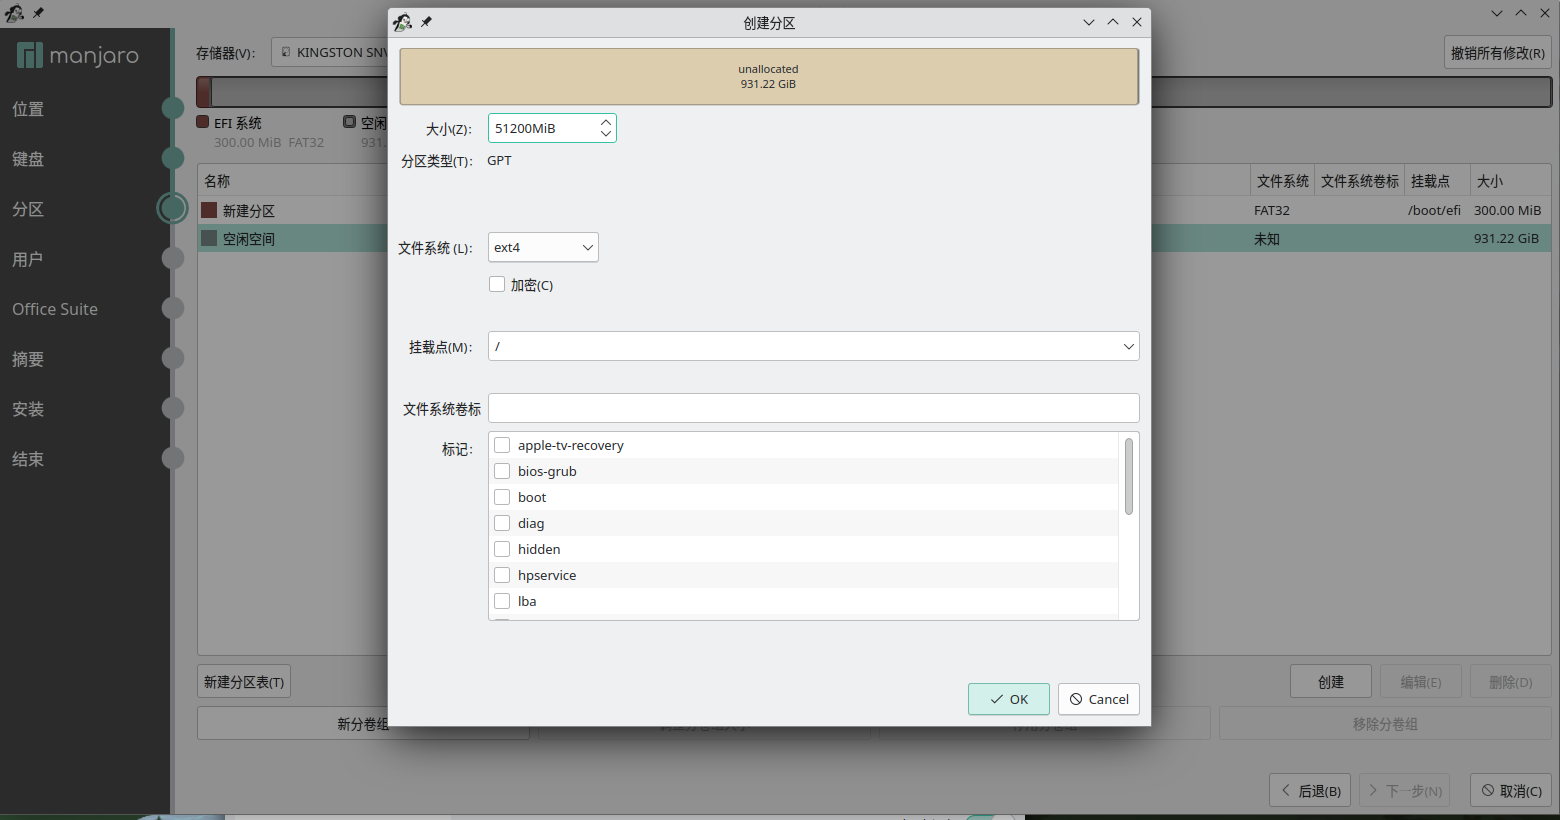 创建分区
manjaro
位置
键盘
分区
用户
Office Suite
摘要
安装
结束
存储器(V):
KINGSTON SNV
撤销所有修改(R)
EFI 系统
300.00 MiB FAT32
空闲
931.
名称
文件系统
文件系统卷标
挂载点
大小
新建分区
FAT32
/boot/efi
300.00 MiB
空闲空间
未知
931.22 GiB
unallocated
931.22 GiB
大小(Z):
51200MiB
分区类型(T):
GPT
文件系统 (L):
ext4
加密(C)
挂载点(M):
/
文件系统卷标
标记:
apple-tv-recovery
bios-grub
boot
diag
hidden
hpservice
lba
OK
Cancel
新建分区表(T)
创建
编辑(E)
删除(D)
新分卷组
移除分卷组
后退(B)
下一步(N)
取消(C)